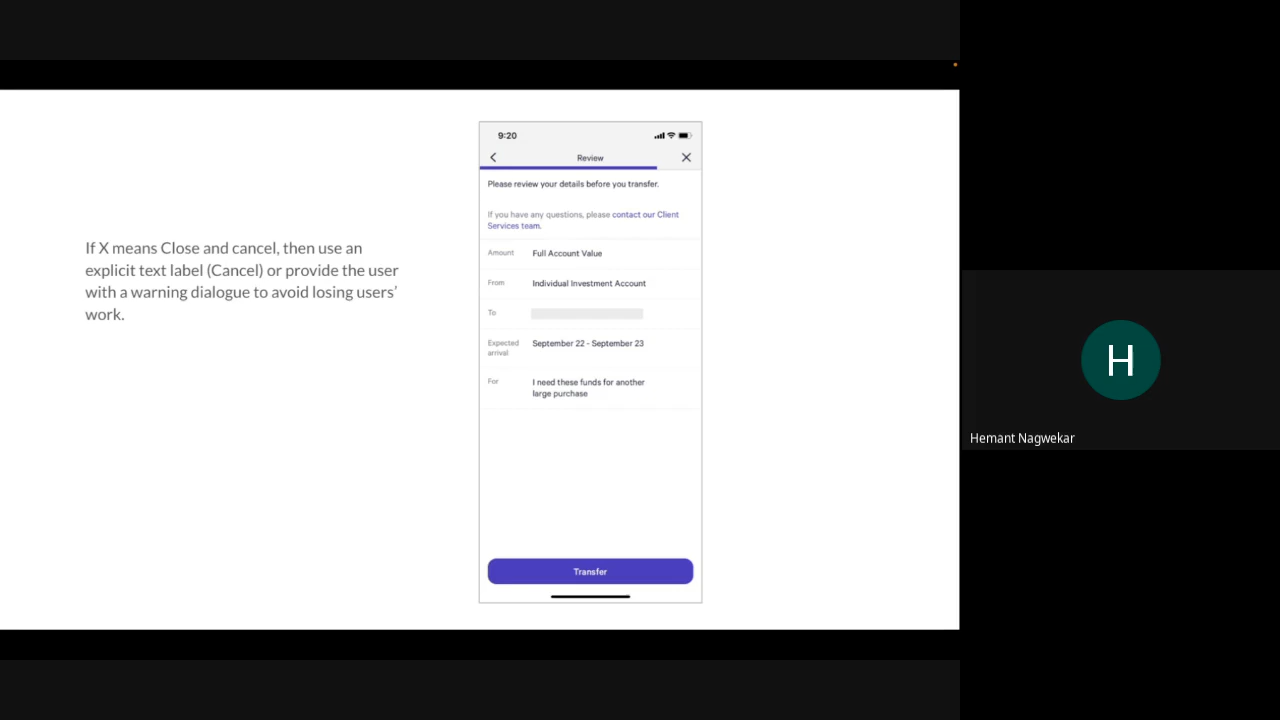 If X means Close and cancel, then use an
explicit text label (Cancel) or provide the user
with a warning dialogue to avoid losing users’
work.
9:20
Review
Please review your details before you transfer.
If you have any questions, please contact our Client
Services team.
Amount Full Account Value
From Individual Investment Account
To
Expected September 22 - September 23
arrival
For I need these funds for another
large purchase
Transfer
H
Hemant Nagwekar